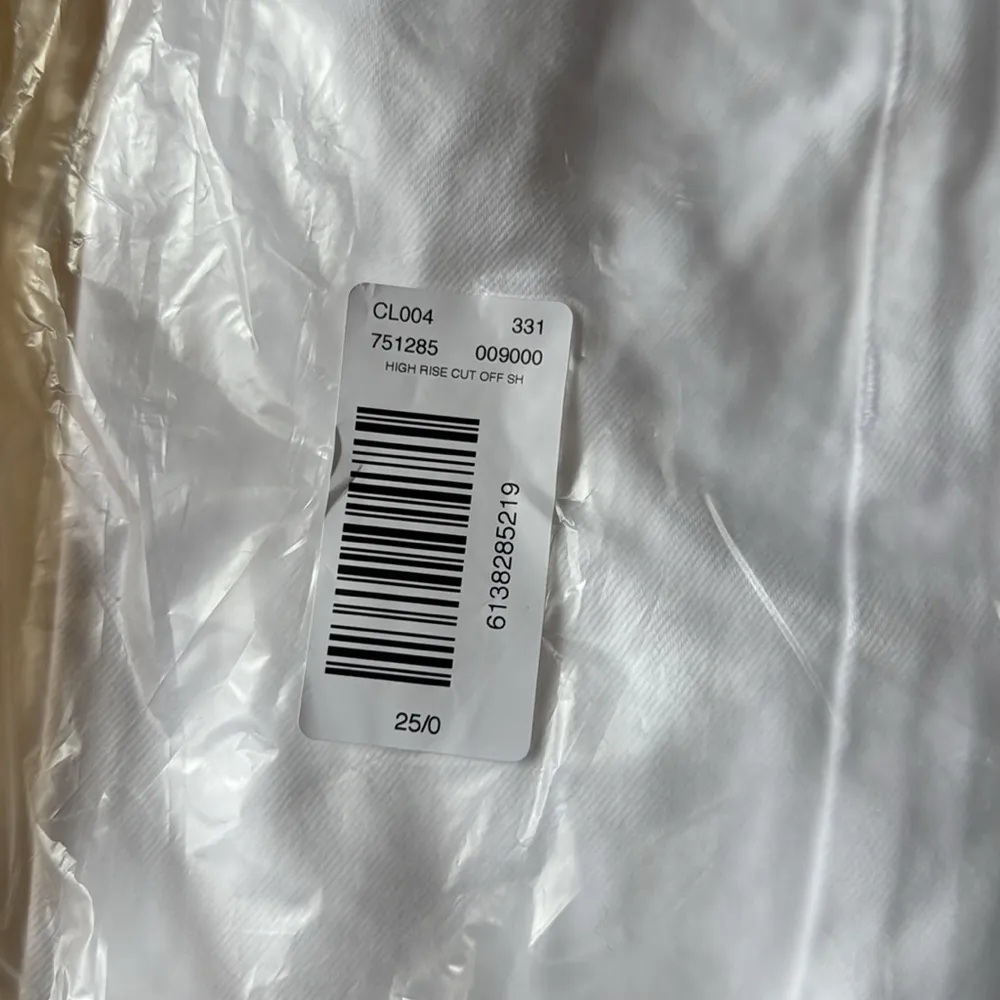 CL004 331
751285 009000
HIGH RISE CUT OFF SH
6138285219
25/0